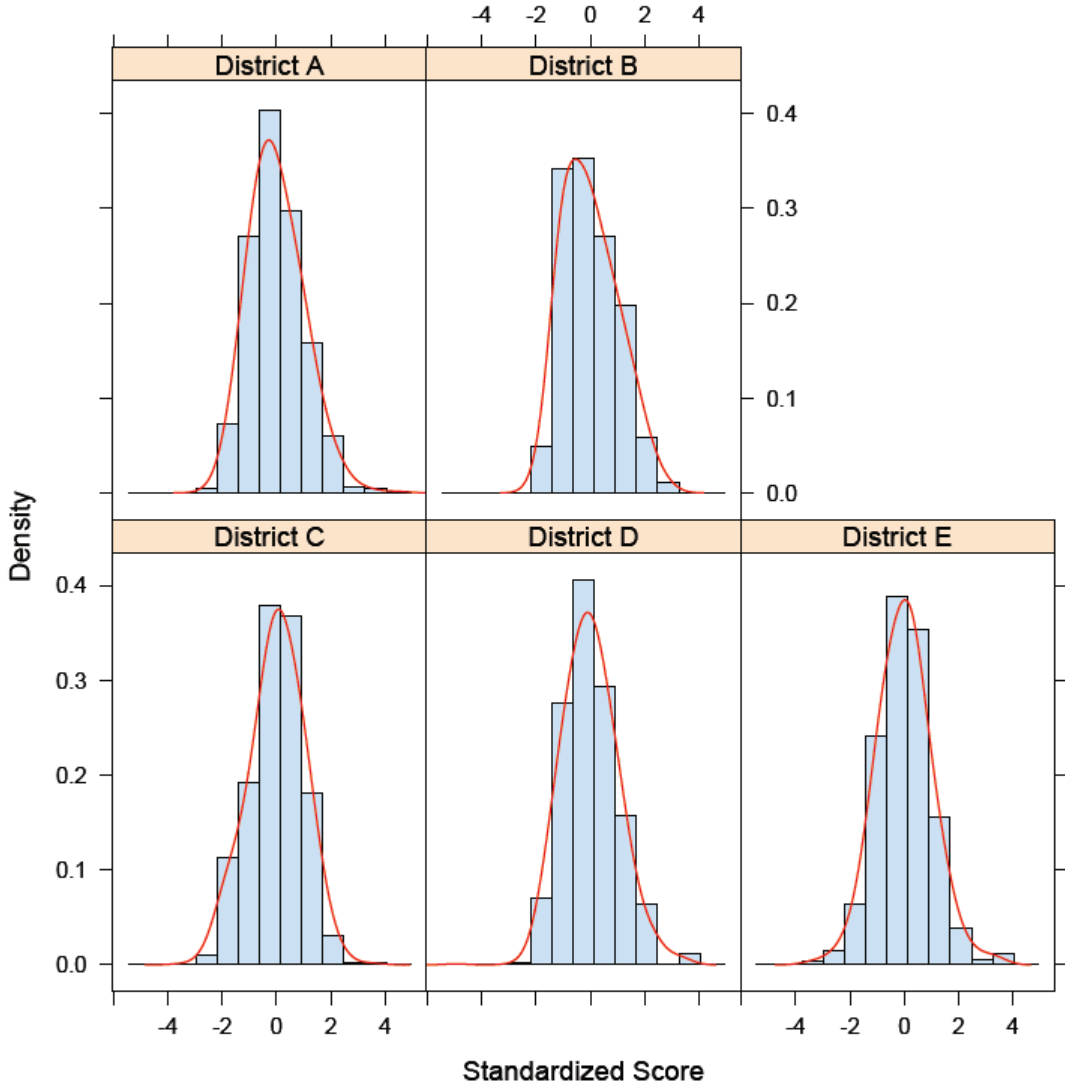 -4 -2 0 2 4
District A District B
0.4
0.3
0.2
0.1
0.0
Density
District C District D District E
0.4
0.3
0.2
0.1
0.0
-4 -2 0 2 4 -4 -2 0 2 4
Standardized Score